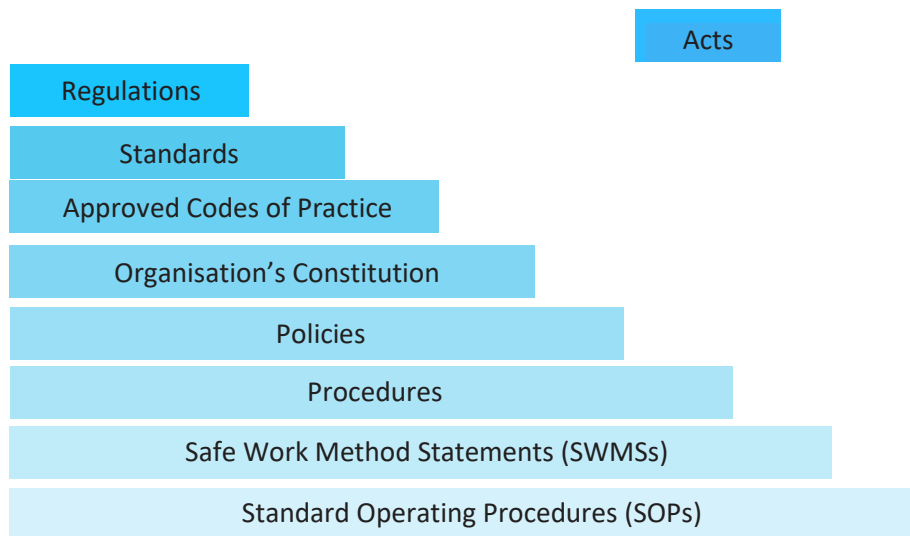 Acts
Regulations
Standards
Approved Codes of Practice
Organisation’s Constitution
Policies
Procedures
Safe Work Method Statements (SWMSs)
Standard Operating Procedures (SOPs)